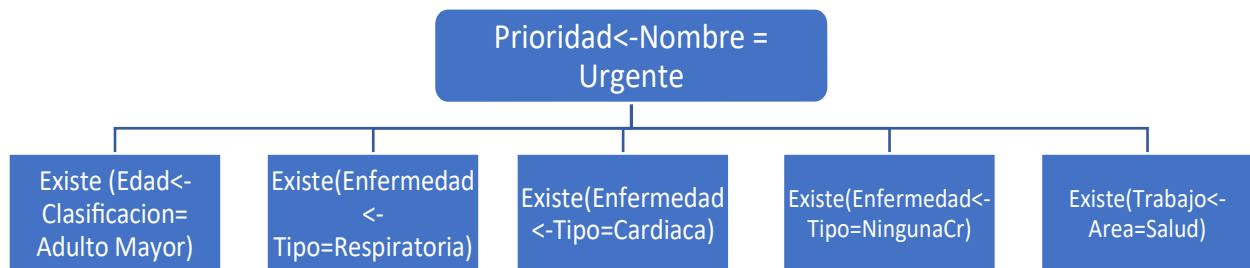 Prioridad<-Nombre =
Urgente
Existe (Edad<-
Clasificacion=
Adulto Mayor)
Existe(Enfermedad
<-
Tipo=Respiratoria)
Existe(Enfermedad
<-Tipo=Cardiaca)
Existe(Enfermedad<-
Tipo=NingunaCr)
Existe(Trabajo<-
Area=Salud)